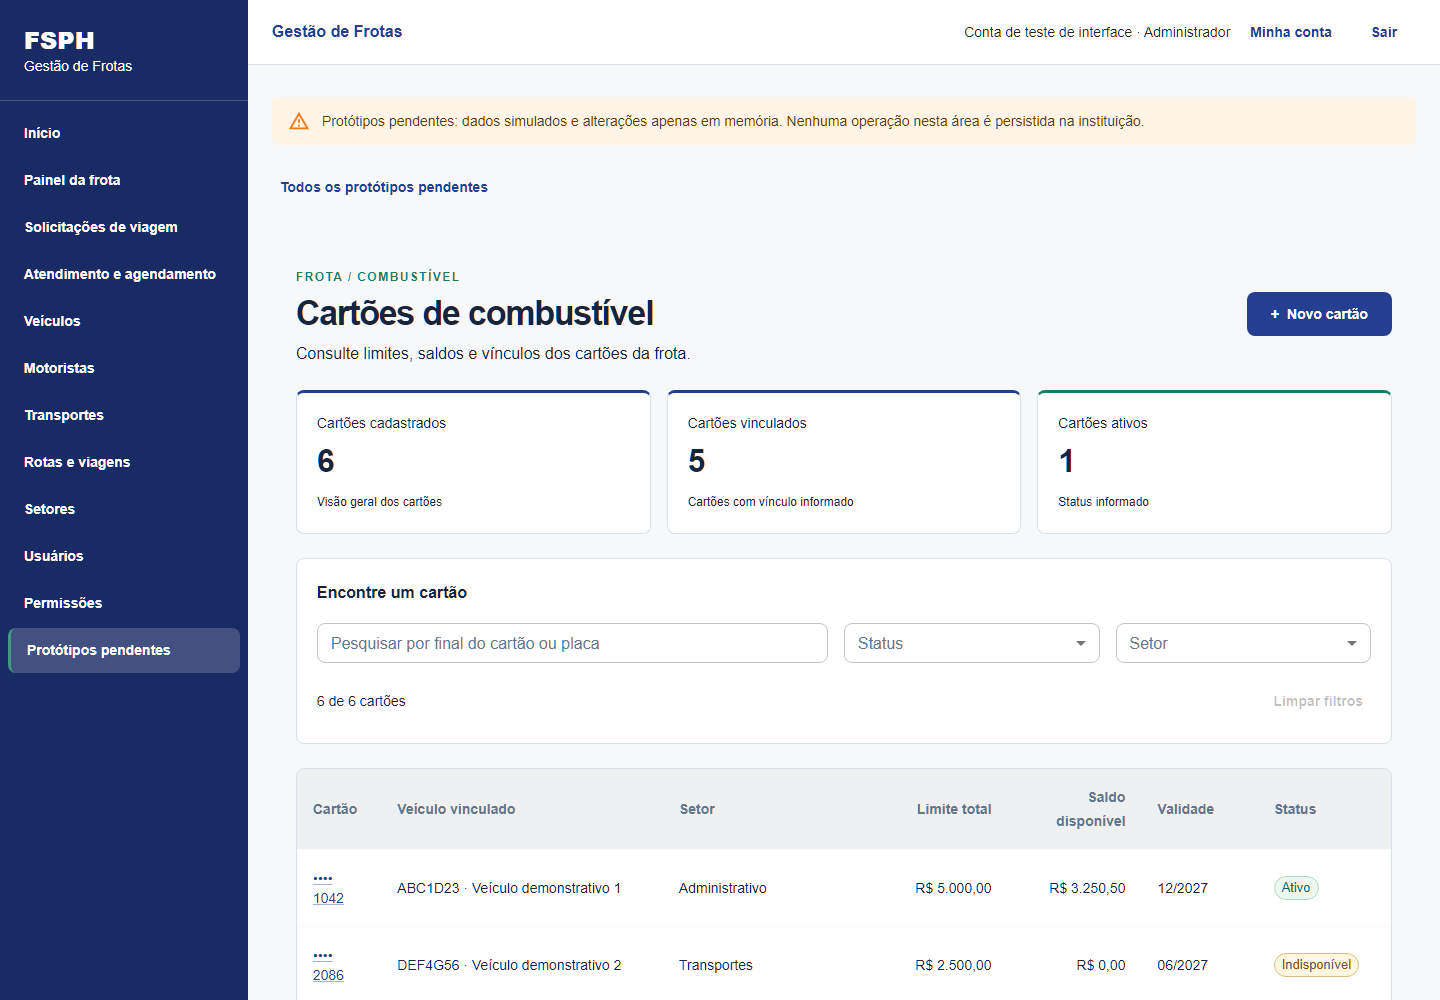 FSPH
Gestão de Frotas
Início
Painel da frota
Solicitações de viagem
Atendimento e agendamento
Veículos
Motoristas
Transportes
Rotas e viagens
Setores
Usuários
Permissões
Protótipos pendentes
Gestão de Frotas
Conta de teste de interface · Administrador
Minha conta
Sair
Protótipos pendentes: dados simulados e alterações apenas em memória. Nenhuma operação nesta área é persistida na instituição.
Todos os protótipos pendentes
FROTA / COMBUSTÍVEL
Cartões de combustível
Consulte limites, saldos e vínculos dos cartões da frota.
+ Novo cartão
Cartões cadastrados
6
Visão geral dos cartões
Cartões vinculados
5
Cartões com vínculo informado
Cartões ativos
1
Status informado
Encontre um cartão
Pesquisar por final do cartão ou placa
Status
Setor
6 de 6 cartões
Limpar filtros
Cartão
Veículo vinculado
Setor
Limite total
Saldo
disponível
Validade
Status
••••
1042
ABC1D23 · Veículo demonstrativo 1
Administrativo
R$ 5.000,00
R$ 3.250,50
12/2027
Ativo
••••
2086
DEF4G56 · Veículo demonstrativo 2
Transportes
R$ 2.500,00
R$ 0,00
06/2027
Indisponível